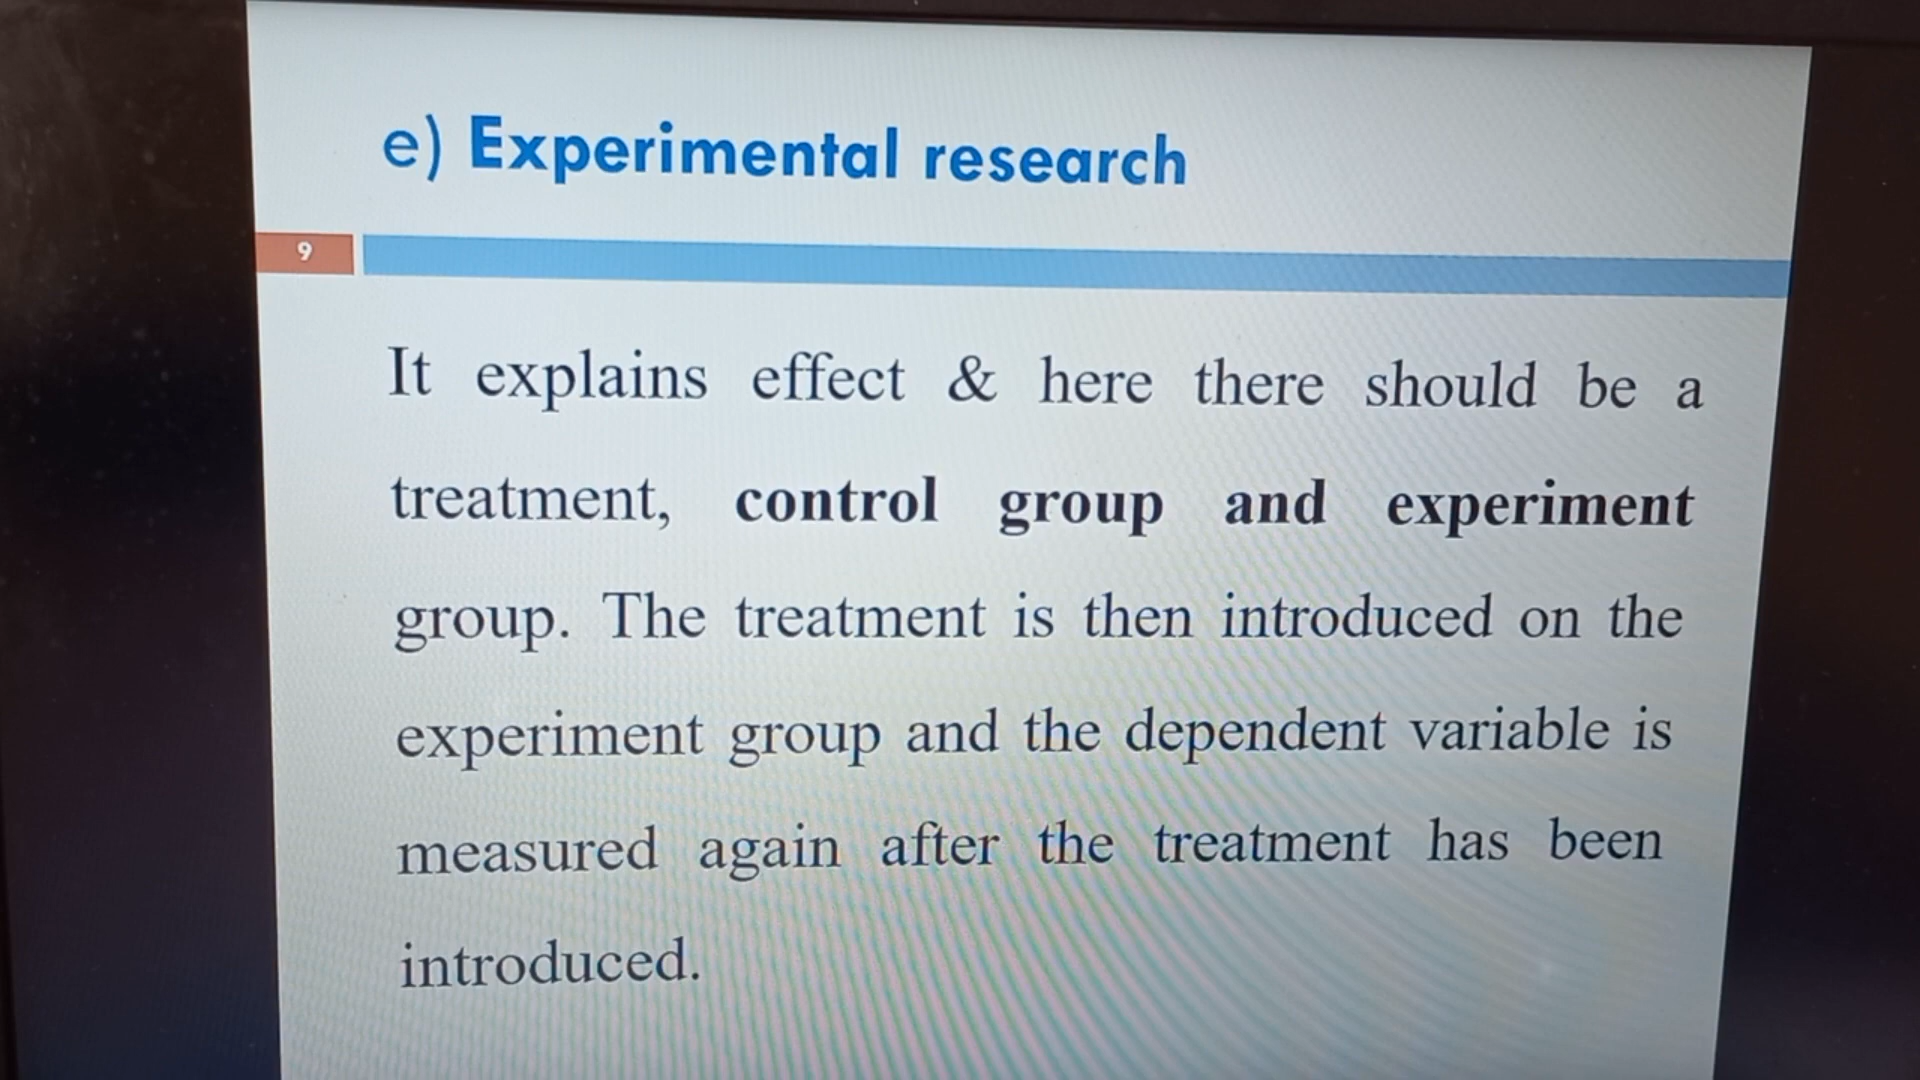 e) Experimental research
9
It explains effect & here there should be a
treatment, control group and experiment
group. The treatment is then introduced on the
experiment group and the dependent variable is
measured again after the treatment has been
introduced.